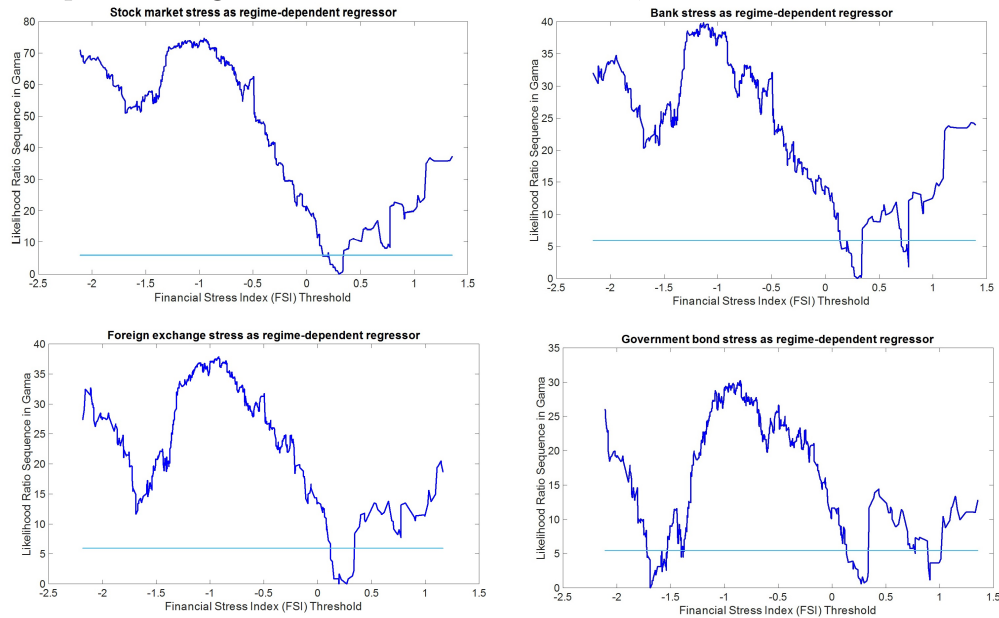 Stock market stress as regime-dependent regressor
Likelihood Ratio Sequence in Gama
80
70
60
50
40
30
20
10
0
-2.5 -2 -1.5 -1 -0.5 0 0.5 1 1.5
Financial Stress Index (FSI) Threshold
Bank stress as regime-dependent regressor
Likelihood Ratio Sequence in Gama
40
35
30
25
20
15
10
5
0
-2.5 -2 -1.5 -1 -0.5 0 0.5 1 1.5
Financial Stress Index (FSI) Threshold
Foreign exchange stress as regime-dependent regressor
Likelihood Ratio Sequence in Gama
40
35
30
25
20
15
10
5
0
-2.5 -2 -1.5 -1 -0.5 0 0.5 1 1.5
Financial Stress Index (FSI) Threshold
Government bond stress as regime-dependent regressor
Likelihood Ratio Sequence in Gama
35
30
25
20
15
10
5
0
-2.5 -2 -1.5 -1 -0.5 0 0.5 1 1.5
Financial Stress Index (FSI) Threshold